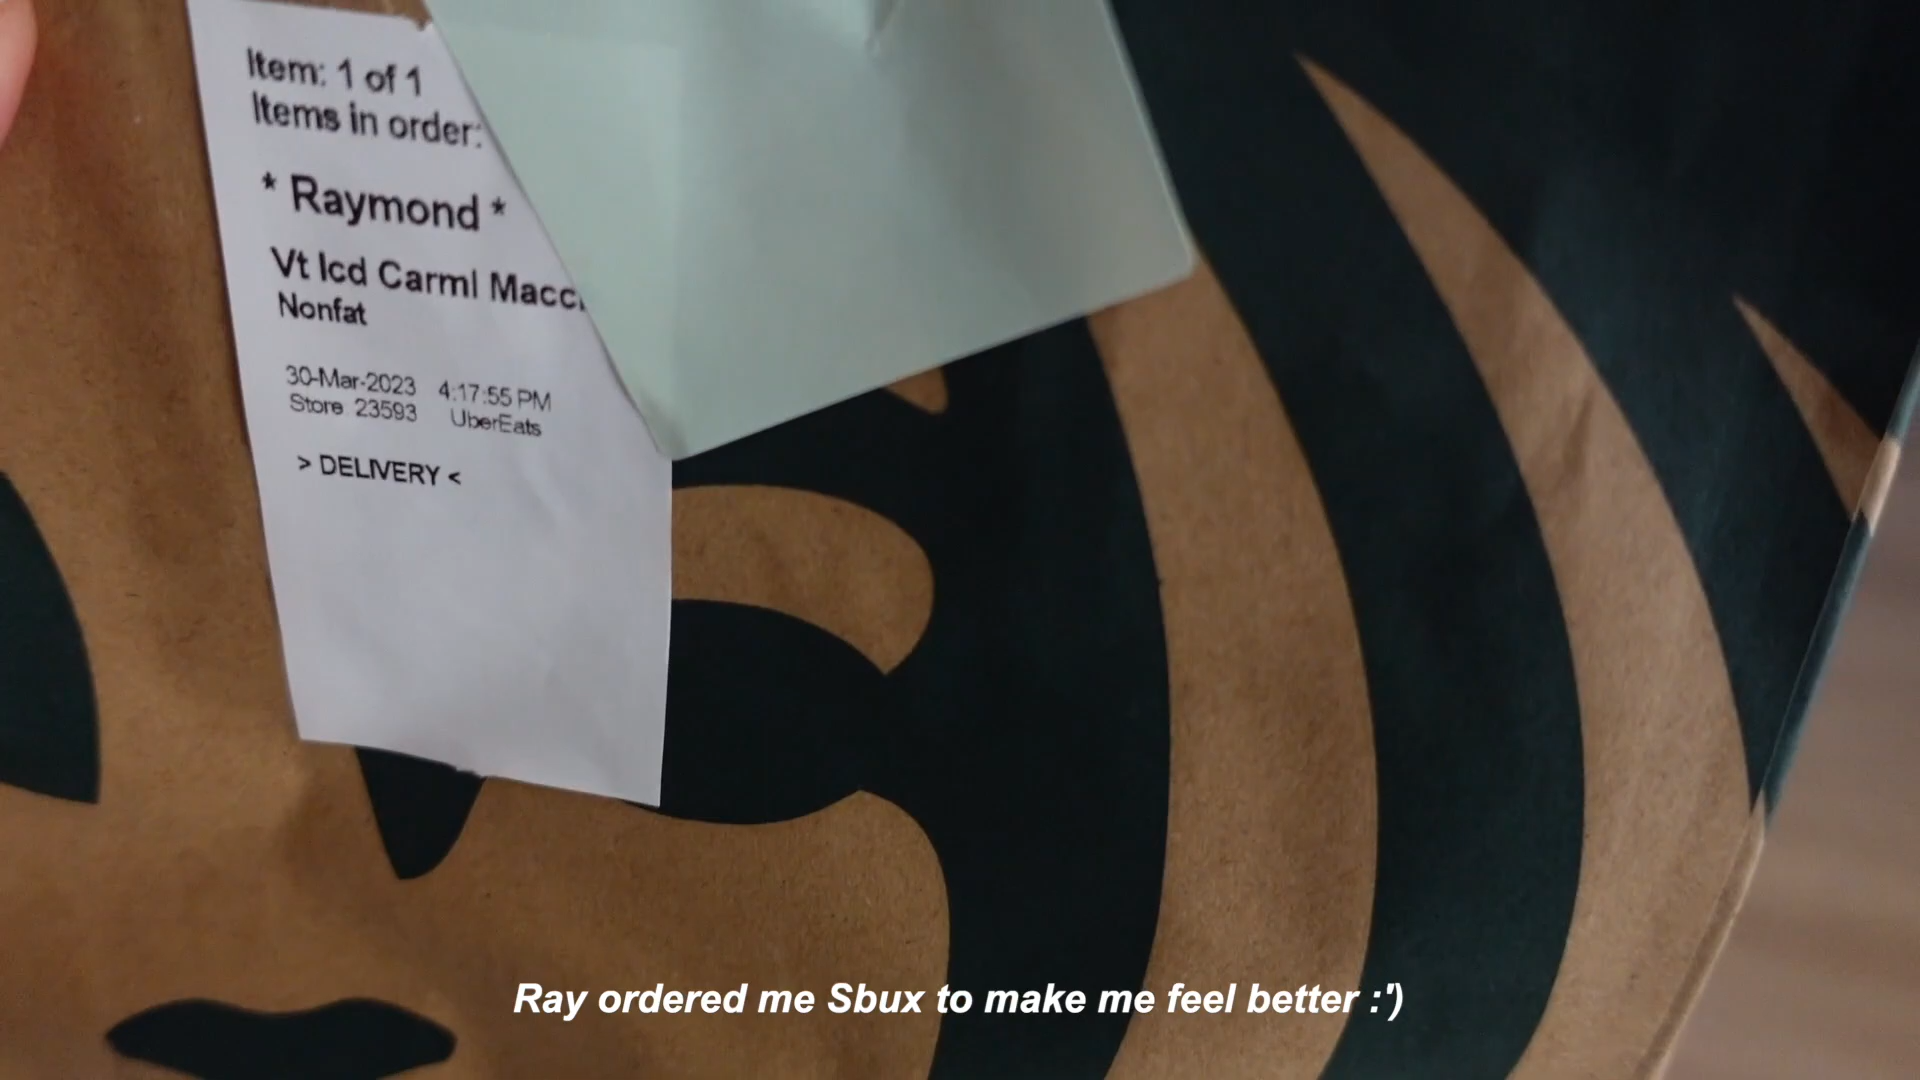 Item: 1 of 1
Items in order:
* Raymond *
Vt Icd Carml
Nonfat
30-Mar-2023 4:17:55 PM
Store 23593 UberEats
> DELIVERY <
Ray ordered me Sbux to make me feel better :')